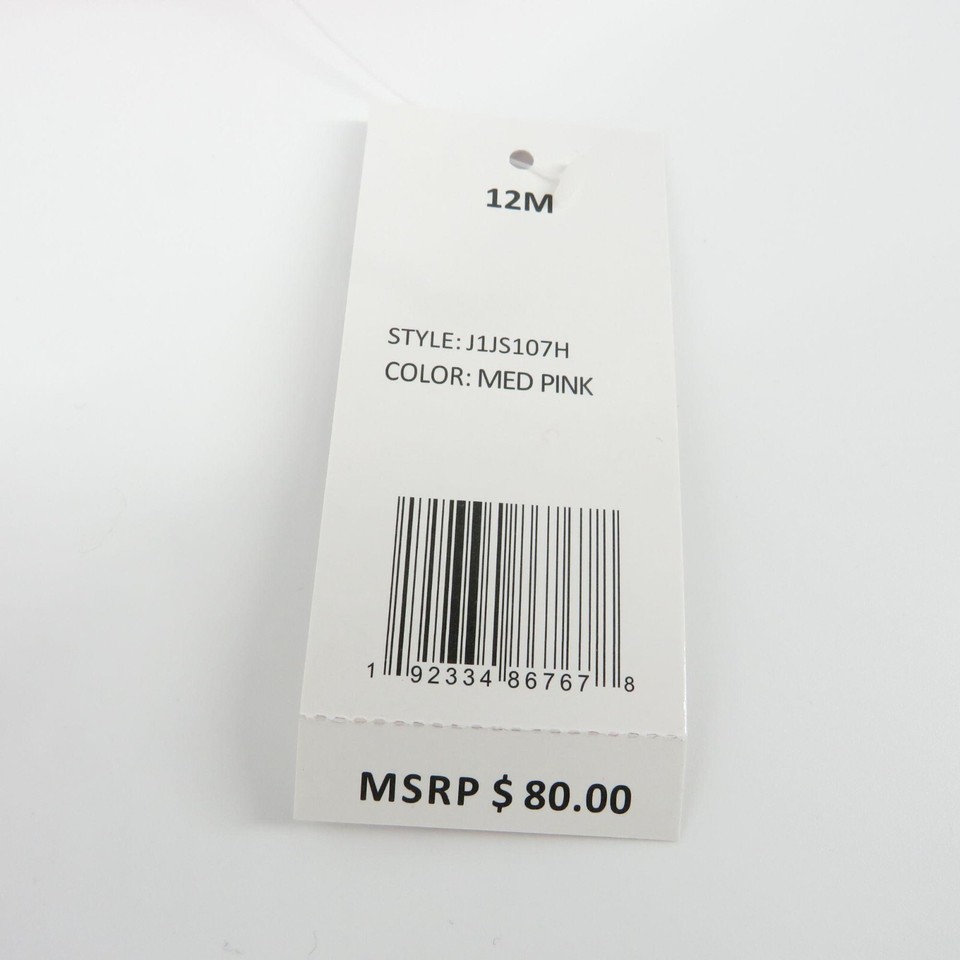 12M
STYLE: J1JS107H
COLOR: MED PINK
1 92334 86767 8
MSRP $ 80.00